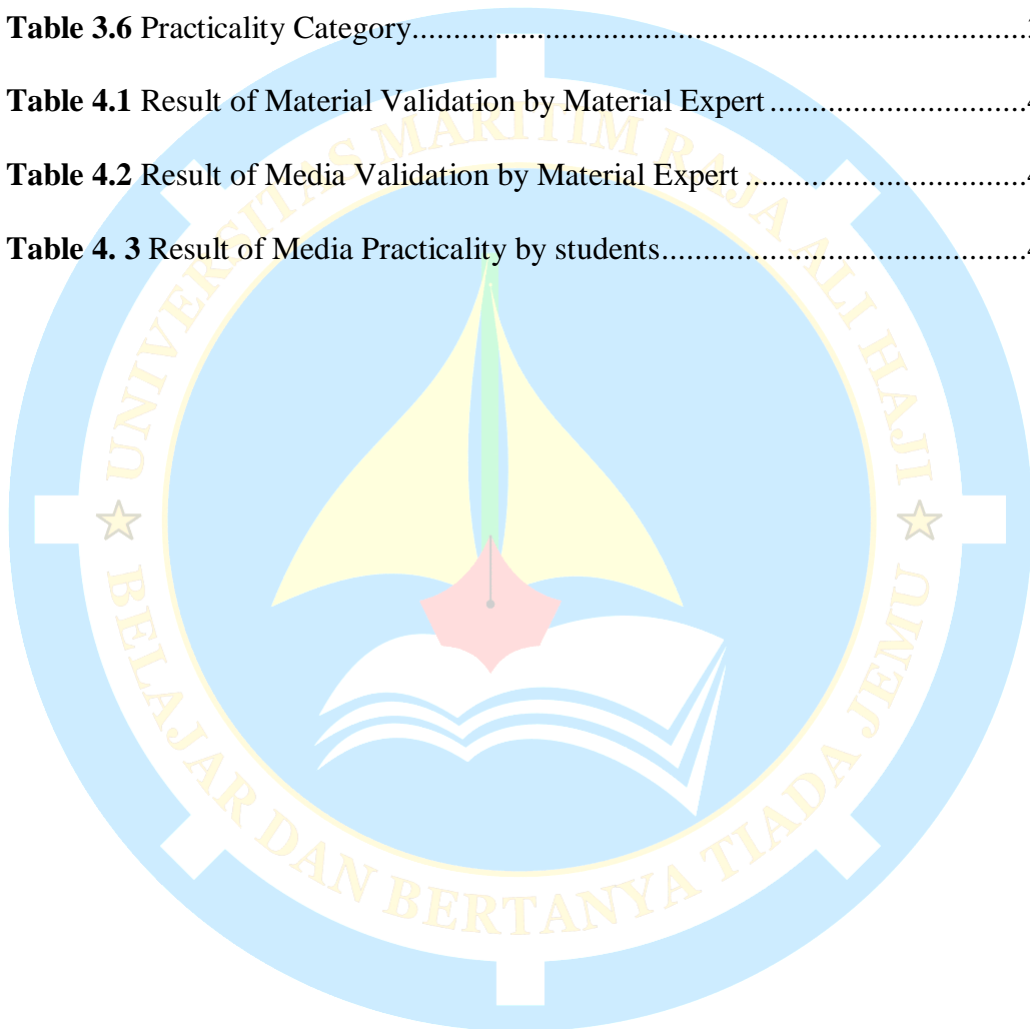 Table 3.6 Practicality Category
Table 4.1 Result of Material Validation by Material Expert
Table 4.2 Result of Media Validation by Material Expert
Table 4. 3 Result of Media Practicality by students
UNIVERSITAS MARITIM RAJA ALI HAJI
BELAJAR DAN BERTANYA TIADA JEMU